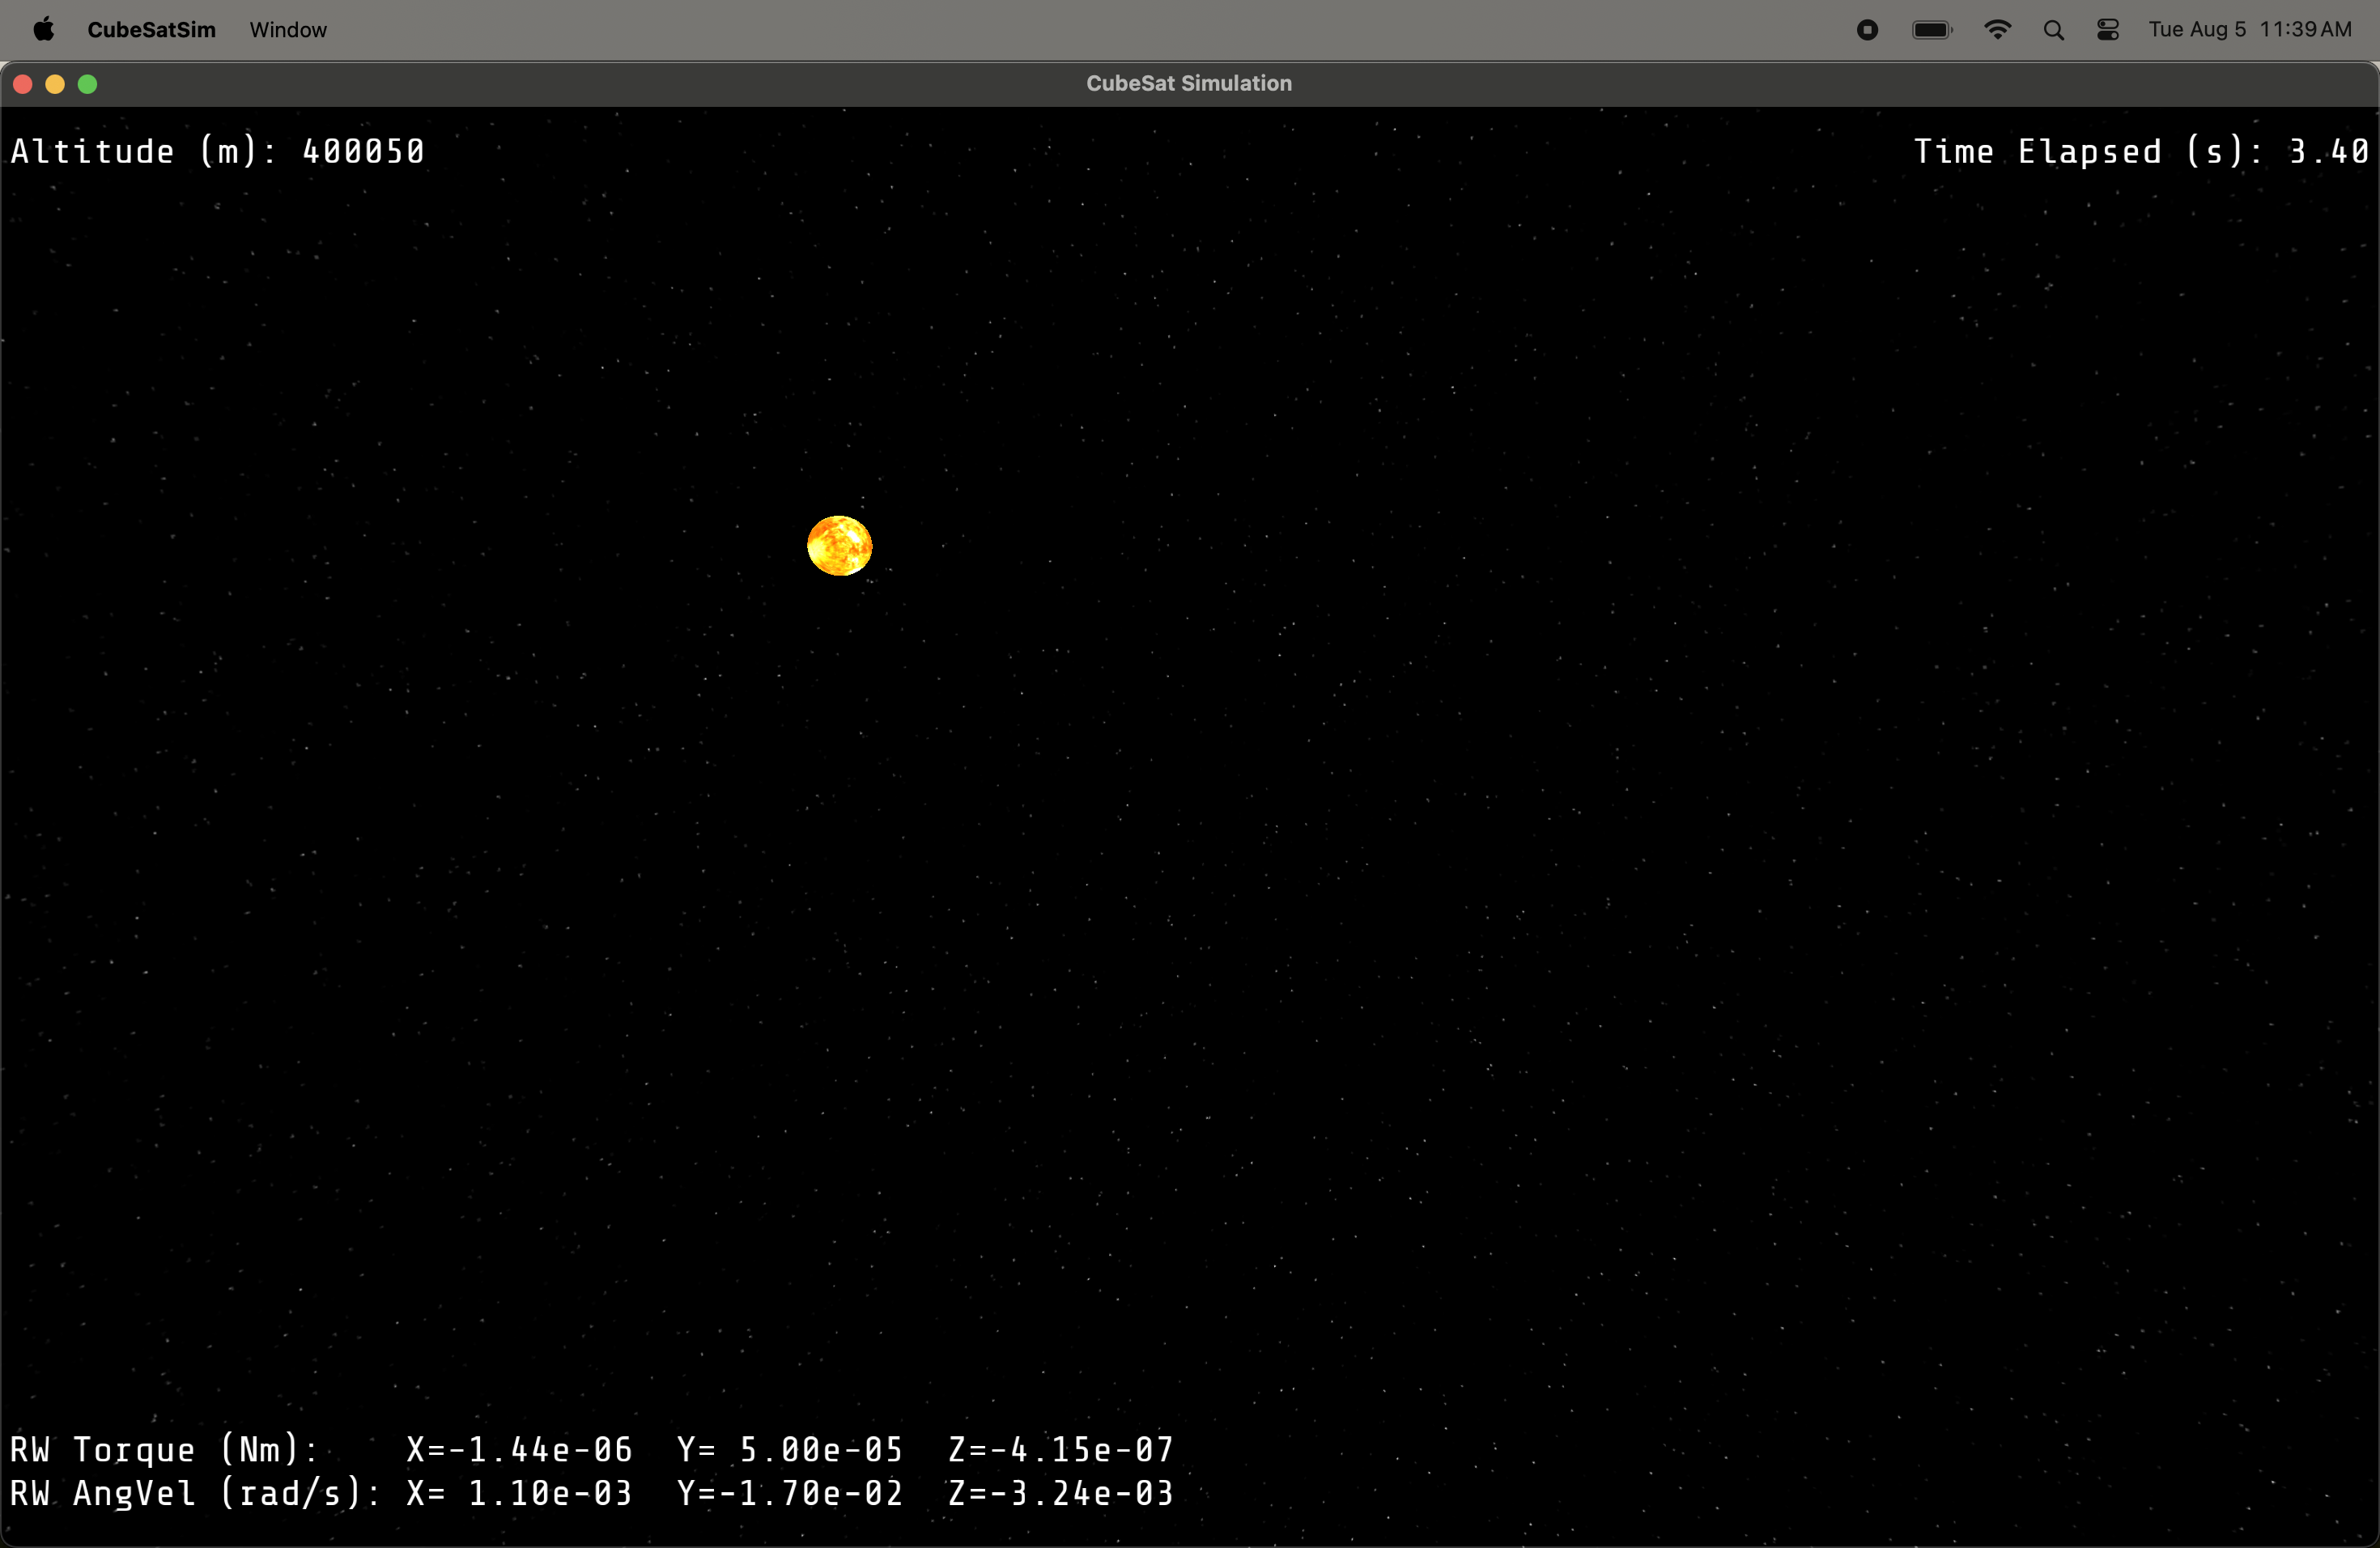 CubeSatSim Window Tue Aug 5 11:39 AM
CubeSat Simulation
Altitude (m): 400050 Time Elapsed (s): 3.40
RW Torque (Nm): X=-1.44e-06 Y= 5.00e-05 Z=-4.15e-07
RW AngVel (rad/s): X= 1.10e-03 Y=-1.70e-02 Z=-3.24e-03